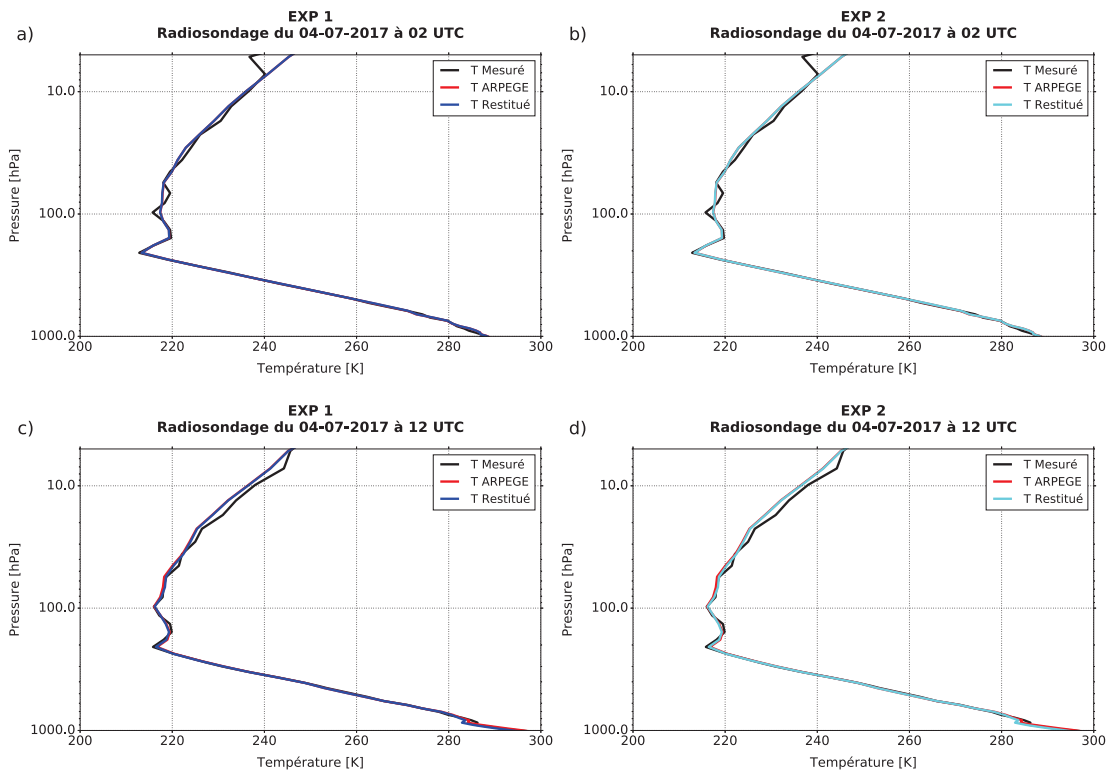 a)
EXP 1
Radiosondage du 04-07-2017 à 02 UTC
T Mesuré
T ARPEGE
T Restitué
10.0
100.0
1000.0
Pressure [hPa]
200
220
240
260
280
300
Température [K]
b)
EXP 2
Radiosondage du 04-07-2017 à 02 UTC
T Mesuré
T ARPEGE
T Restitué
10.0
100.0
1000.0
Pressure [hPa]
200
220
240
260
280
300
Température [K]
c)
EXP 1
Radiosondage du 04-07-2017 à 12 UTC
T Mesuré
T ARPEGE
T Restitué
10.0
100.0
1000.0
Pressure [hPa]
200
220
240
260
280
300
Température [K]
d)
EXP 2
Radiosondage du 04-07-2017 à 12 UTC
T Mesuré
T ARPEGE
T Restitué
10.0
100.0
1000.0
Pressure [hPa]
200
220
240
260
280
300
Température [K]